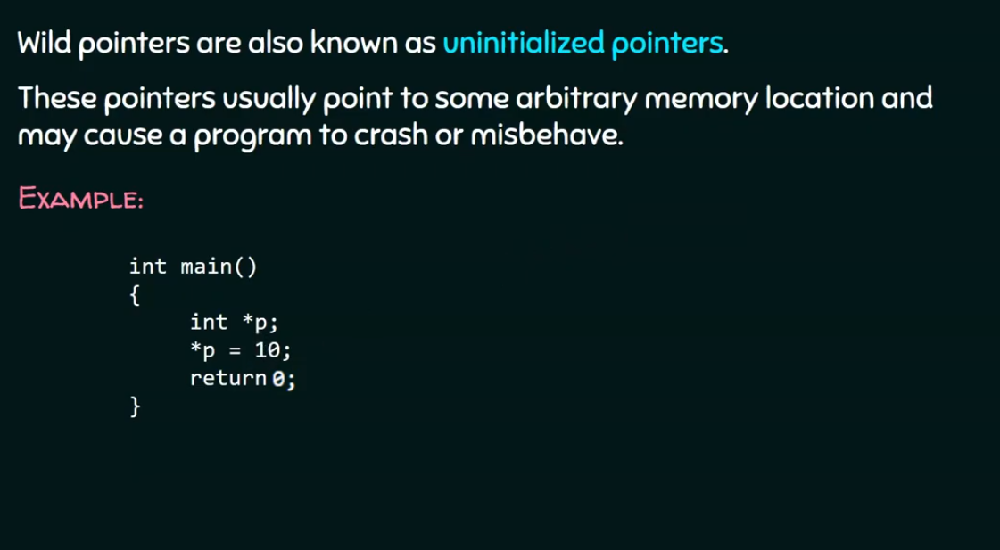 Wild pointers are also known as uninitialized pointers.
These pointers usually point to some arbitrary memory location and
may cause a program to crash or misbehave.
EXAMPLE:
int main()
{
int *p;
*p = 10;
return 0;
}